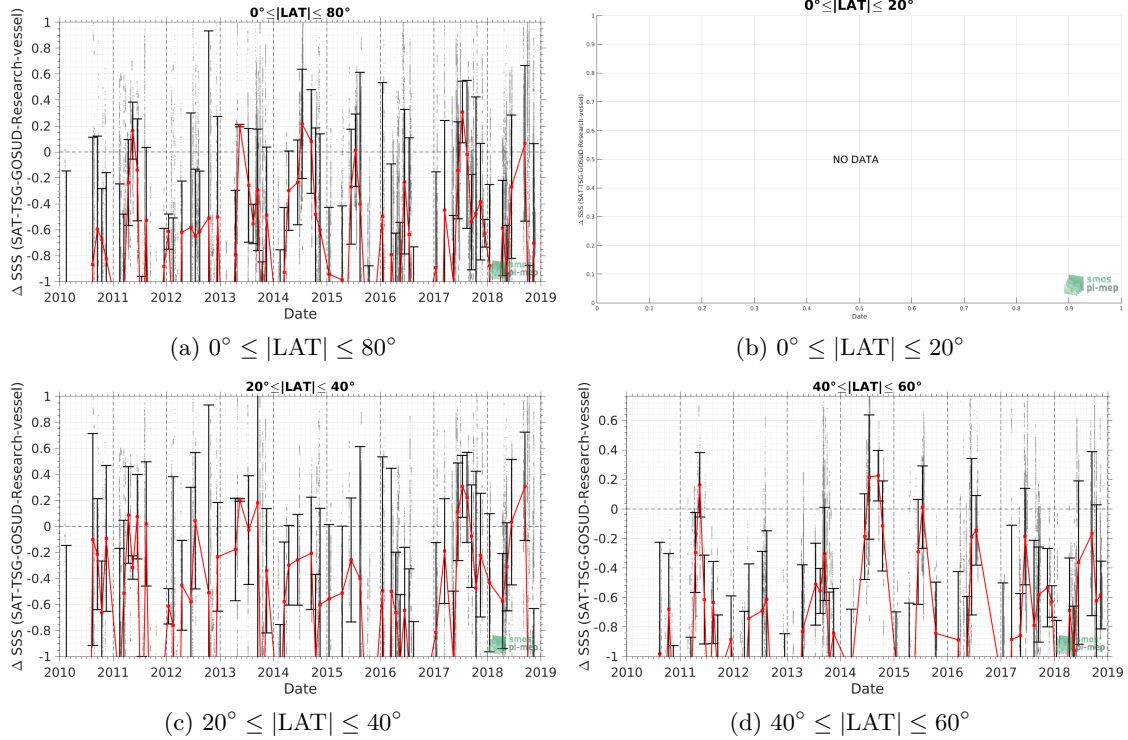 0°≤|LAT|≤ 80°
Δ SSS (SAT-TSG-GOSUD-Research-vessel)
1
0.8
0.6
0.4
0.2
0
-0.2
-0.4
-0.6
-0.8
-1
2010 2011 2012 2013 2014 2015 2016 2017 2018 2019
Date
smos
pi-mep
(a) 0° ≤ |LAT| ≤ 80°
0°≤|LAT|≤ 20°
Δ SSS (SAT-TSG-GOSUD-Research-vessel)
1
0.9
0.8
0.7
0.6
0.5
0.4
0.3
0.2
0.1
0
NO DATA
0 0.1 0.2 0.3 0.4 0.5 0.6 0.7 0.8 0.9 1
Date
smos
pi-mep
(b) 0° ≤ |LAT| ≤ 20°
20°≤|LAT|≤ 40°
Δ SSS (SAT-TSG-GOSUD-Research-vessel)
1
0.8
0.6
0.4
0.2
0
-0.2
-0.4
-0.6
-0.8
-1
2010 2011 2012 2013 2014 2015 2016 2017 2018 2019
Date
smos
pi-mep
(c) 20° ≤ |LAT| ≤ 40°
40°≤|LAT|≤ 60°
Δ SSS (SAT-TSG-GOSUD-Research-vessel)
0.6
0.4
0.2
0
-0.2
-0.4
-0.6
-0.8
-1
2010 2011 2012 2013 2014 2015 2016 2017 2018 2019
Date
smos
pi-mep
(d) 40° ≤ |LAT| ≤ 60°